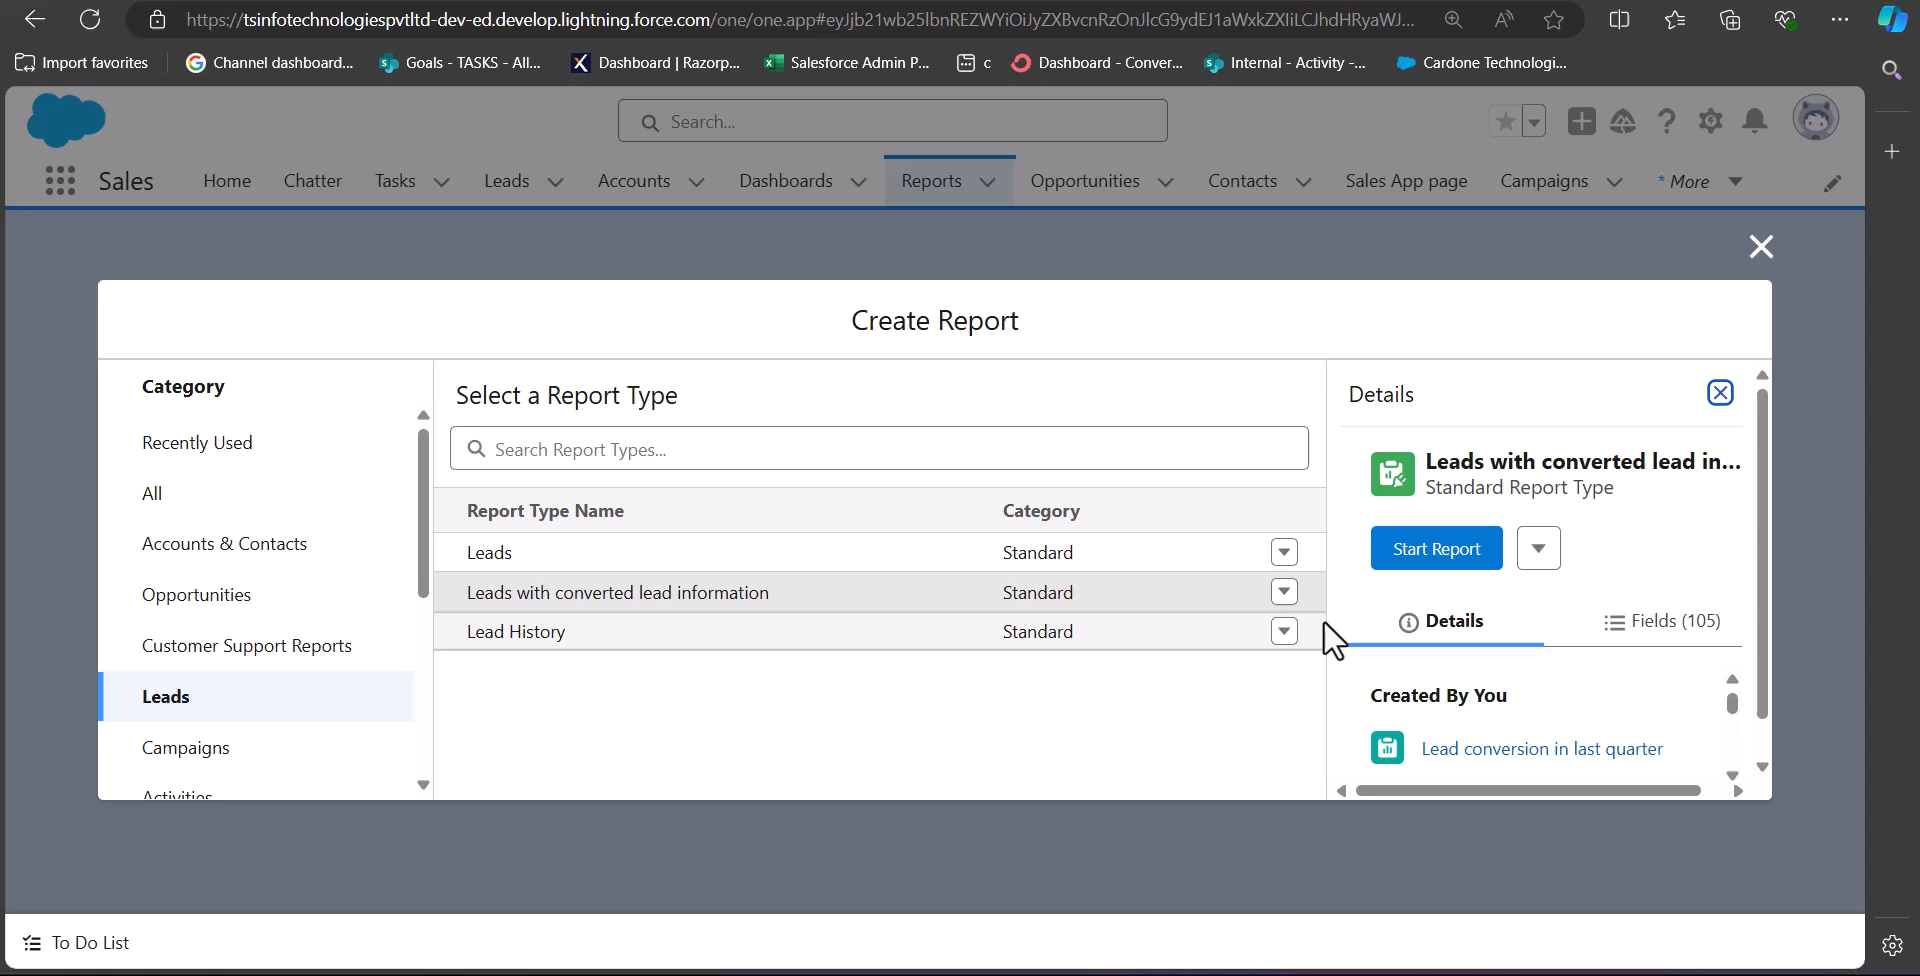 https://tsinfotechnologiespvtltd-dev-ed.develop.lightning.force.com/one/one.app#eyJjb21wb25lbnREZWYiOiJyZXBvcnRzOnJlcG9ydEJ1aWxkZXIiLCJhdHRyaWJ...
Import favorites
Channel dashboard...
Goals - TASKS - All...
Dashboard | Razorp...
Salesforce Admin P...
c
Dashboard - Conver...
Internal - Activity -...
Cardone Technologi...
Search...
Sales
Home
Chatter
Tasks
Leads
Accounts
Dashboards
Reports
Opportunities
Contacts
Sales App page
Campaigns
* More
Create Report
Category
Recently Used
All
Accounts & Contacts
Opportunities
Customer Support Reports
Leads
Campaigns
Activities
Select a Report Type
Search Report Types...
Report Type Name Category
Leads Standard
Leads with converted lead information Standard
Lead History Standard
Details
Leads with converted lead in...
Standard Report Type
Start Report
Details
Fields (105)
Created By You
Lead conversion in last quarter
To Do List